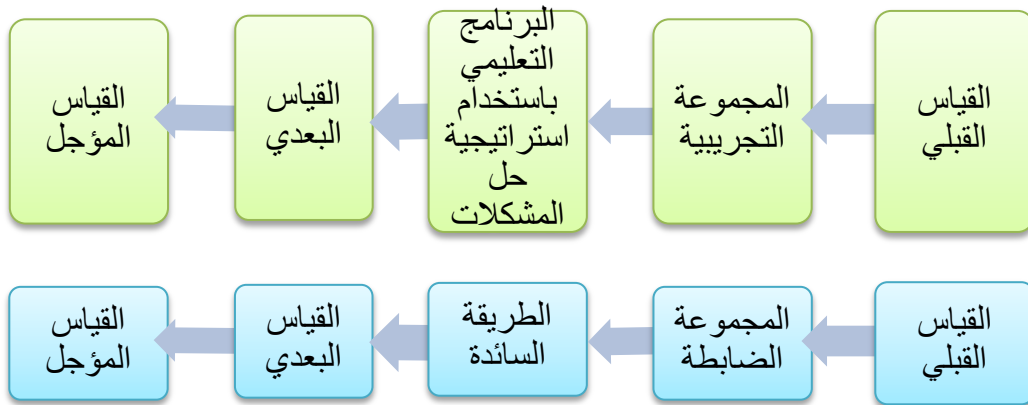 القياس
القبلي
المجموعة
التجريبية
البرنامج
التعليمي
باستخدام
استراتيجية
حل
المشكلات
القياس
البعدي
القياس
المؤجل
القياس
القبلي
المجموعة
الضابطة
الطريقة
السائدة
القياس
البعدي
القياس
المؤجل